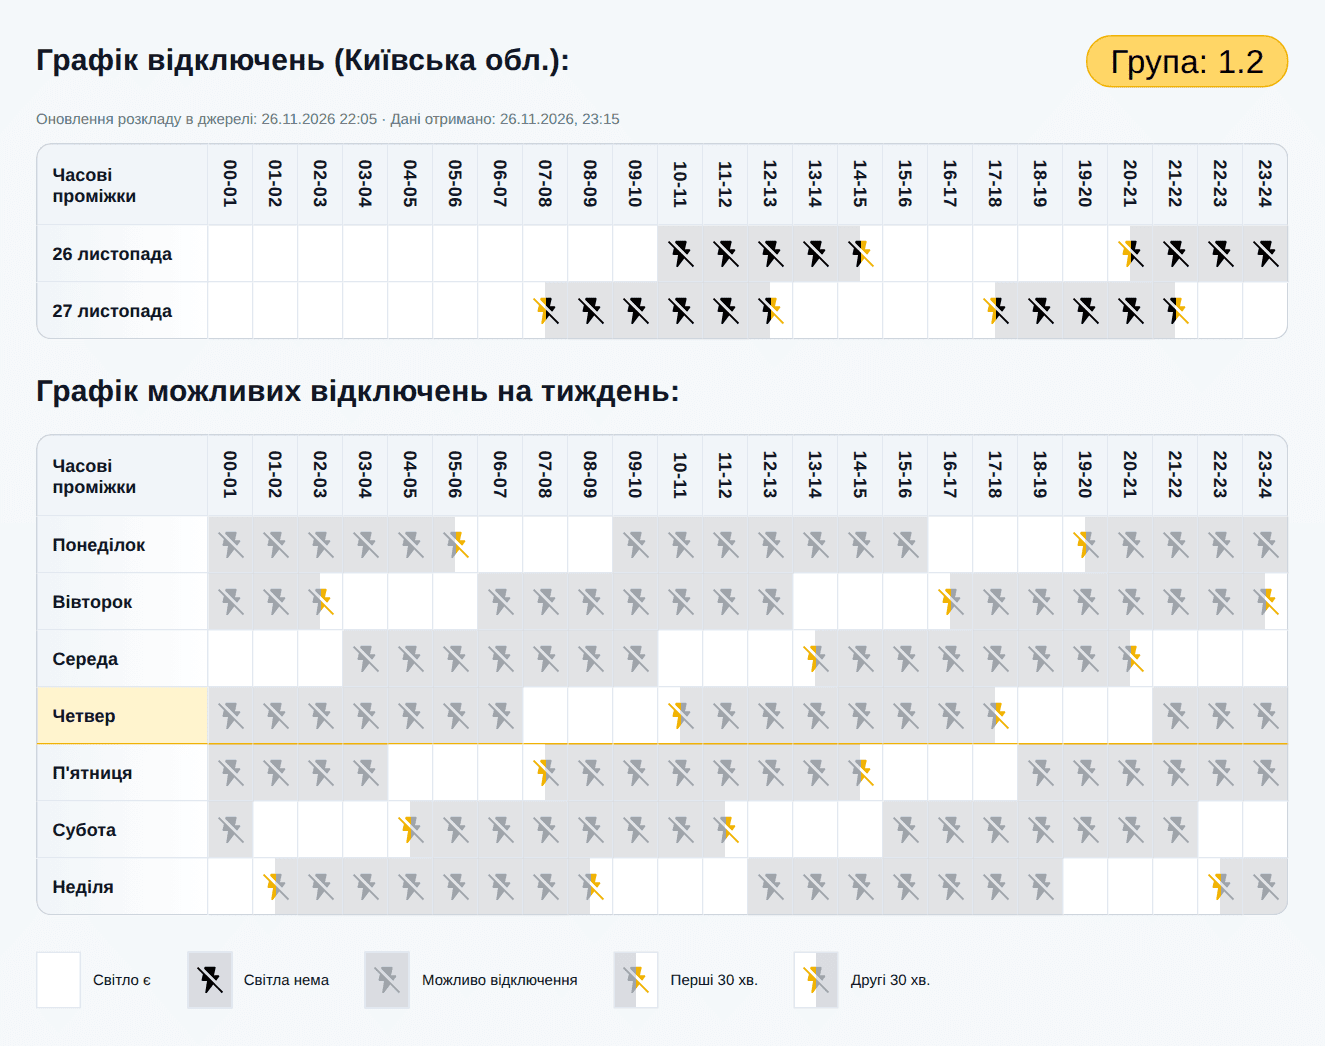 Графік відключень (Київська обл.):
Група: 1.2
Оновлення розкладу в джерелі: 26.11.2026 22:05 · Дані отримано: 26.11.2026, 23:15
Часові проміжки 00-01 01-02 02-03 03-04 04-05 05-06 06-07 07-08 08-09 09-10 10-11 11-12 12-13 13-14 14-15 15-16 16-17 17-18 18-19 19-20 20-21 21-22 22-23 23-24
26 листопада
27 листопада
Графік можливих відключень на тиждень:
Часові проміжки 00-01 01-02 02-03 03-04 04-05 05-06 06-07 07-08 08-09 09-10 10-11 11-12 12-13 13-14 14-15 15-16 16-17 17-18 18-19 19-20 20-21 21-22 22-23 23-24
Понеділок
Вівторок
Середа
Четвер
П'ятниця
Субота
Неділя
Світло є Світла нема Можливо відключення Перші 30 хв. Другі 30 хв.